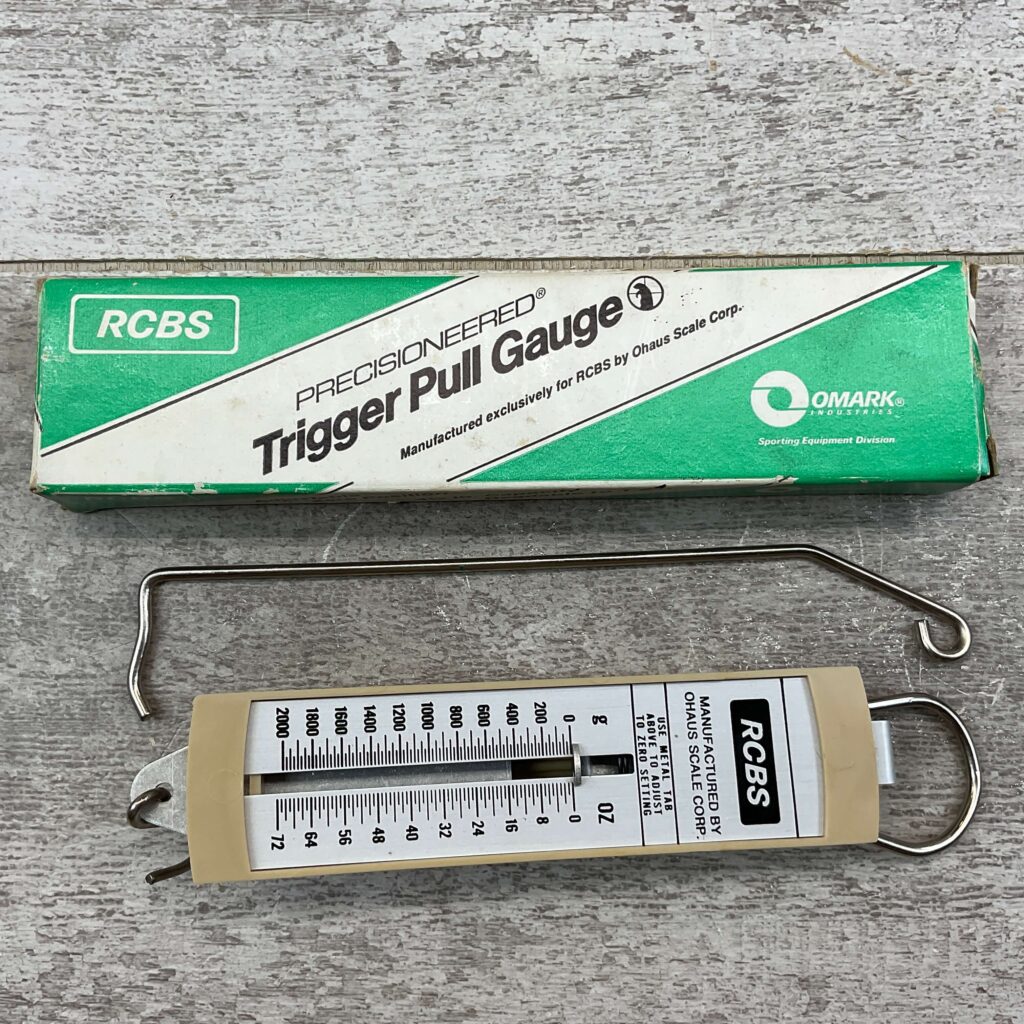 RCBS
PRECISIONEERED®
Trigger Pull Gauge
Manufactured exclusively for RCBS by Ohaus Scale Corp.
OMARK®
INDUSTRIES
Sporting Equipment Division
RCBS
MANUFACTURED BY
OHAUS SCALE CORP.
USE METAL TAB
ABOVE TO ADJUST
TO ZERO SETTING
g
0 200 400 600 800 1000 1200 1400 1600 1800 2000
OZ
0 8 16 24 32 40 48 56 64 72